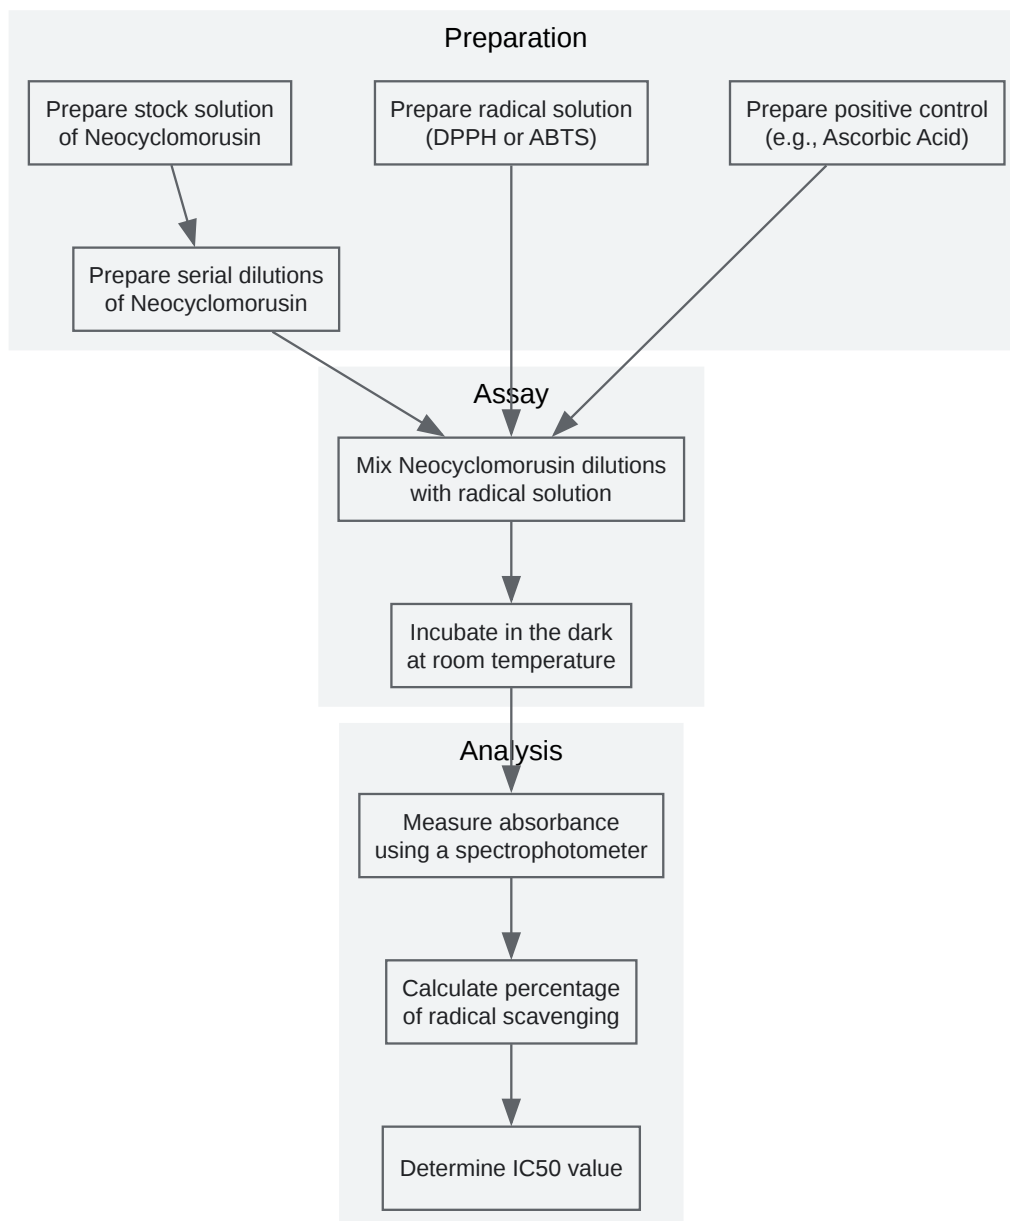 Preparation
Prepare stock solution
of Neocyclomorusin
Prepare radical solution
(DPPH or ABTS)
Prepare positive control
(e.g., Ascorbic Acid)
Prepare serial dilutions
of Neocyclomorusin
Assay
Mix Neocyclomorusin dilutions
with radical solution
Incubate in the dark
at room temperature
Analysis
Measure absorbance
using a spectrophotometer
Calculate percentage
of radical scavenging
Determine IC50 value